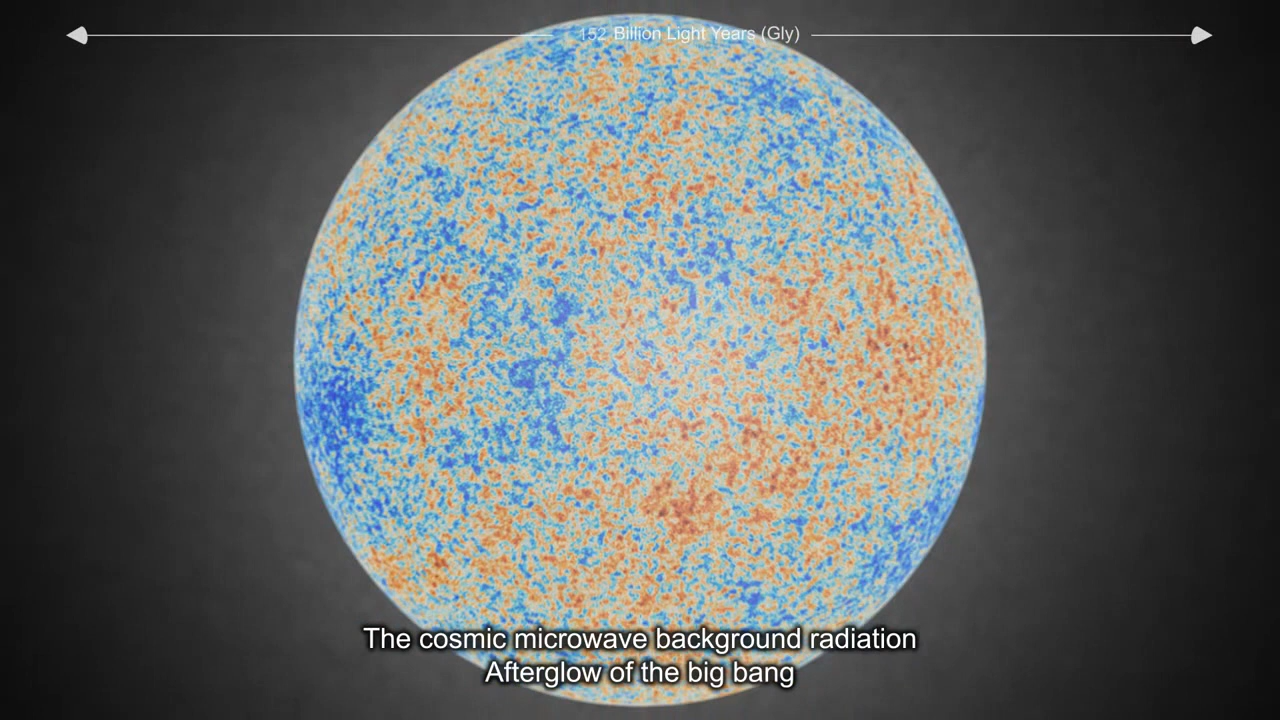 152 Billion Light Years (Gly)
The cosmic microwave background radiation
Afterglow of the big bang